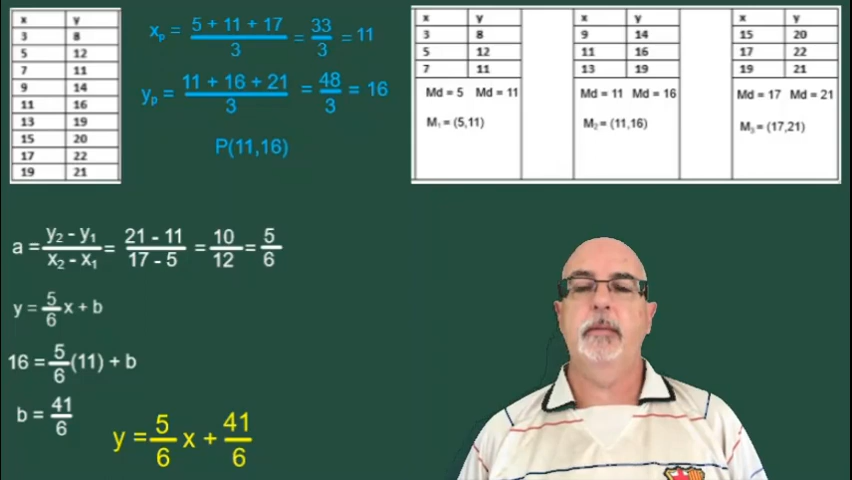 x y
3 8
5 12
7 11
9 14
11 16
13 19
15 20
17 22
19 21
xₚ = (5 + 11 + 17)/3 = 33/3 = 11
yₚ = (11 + 16 + 21)/3 = 48/3 = 16
P(11,16)
x y
3 8
5 12
7 11
Md = 5 Md = 11
M₁ = (5,11)
x y
9 14
11 16
13 19
Md = 11 Md = 16
M₂ = (11,16)
x y
15 20
17 22
19 21
Md = 17 Md = 21
M₃ = (17,21)
a = (y₂ - y₁)/(x₂ - x₁) = (21 - 11)/(17 - 5) = 10/12 = 5/6
y = 5/6 x + b
16 = 5/6 (11) + b
b = 41/6
y = 5/6 x + 41/6